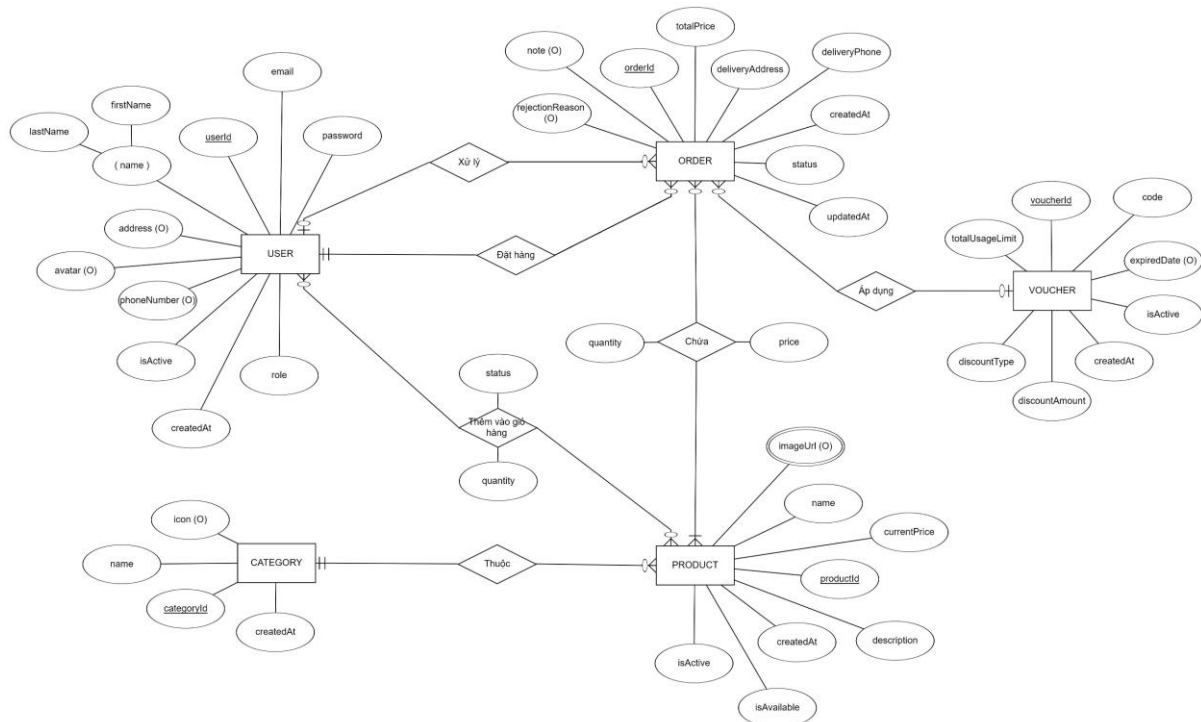 totalPrice
note (O)
deliveryPhone
orderId
deliveryAddress
email
firstName
rejectionReason
(O)
createdAt
lastName
userId
password
( name )
Xử lý
ORDER
status
address (O)
updatedAt
voucherId
code
totalUsageLimit
USER
Đặt hàng
expiredDate (O)
avatar (O)
phoneNumber (O)
Áp dụng
VOUCHER
isActive
isActive
quantity
Chứa
price
discountType
createdAt
role
status
discountAmount
createdAt
Thêm vào giỏ
hàng
imageUrl (O)
quantity
name
icon (O)
currentPrice
name
CATEGORY
Thuộc
PRODUCT
productId
categoryId
createdAt
createdAt
description
isActive
isAvailable